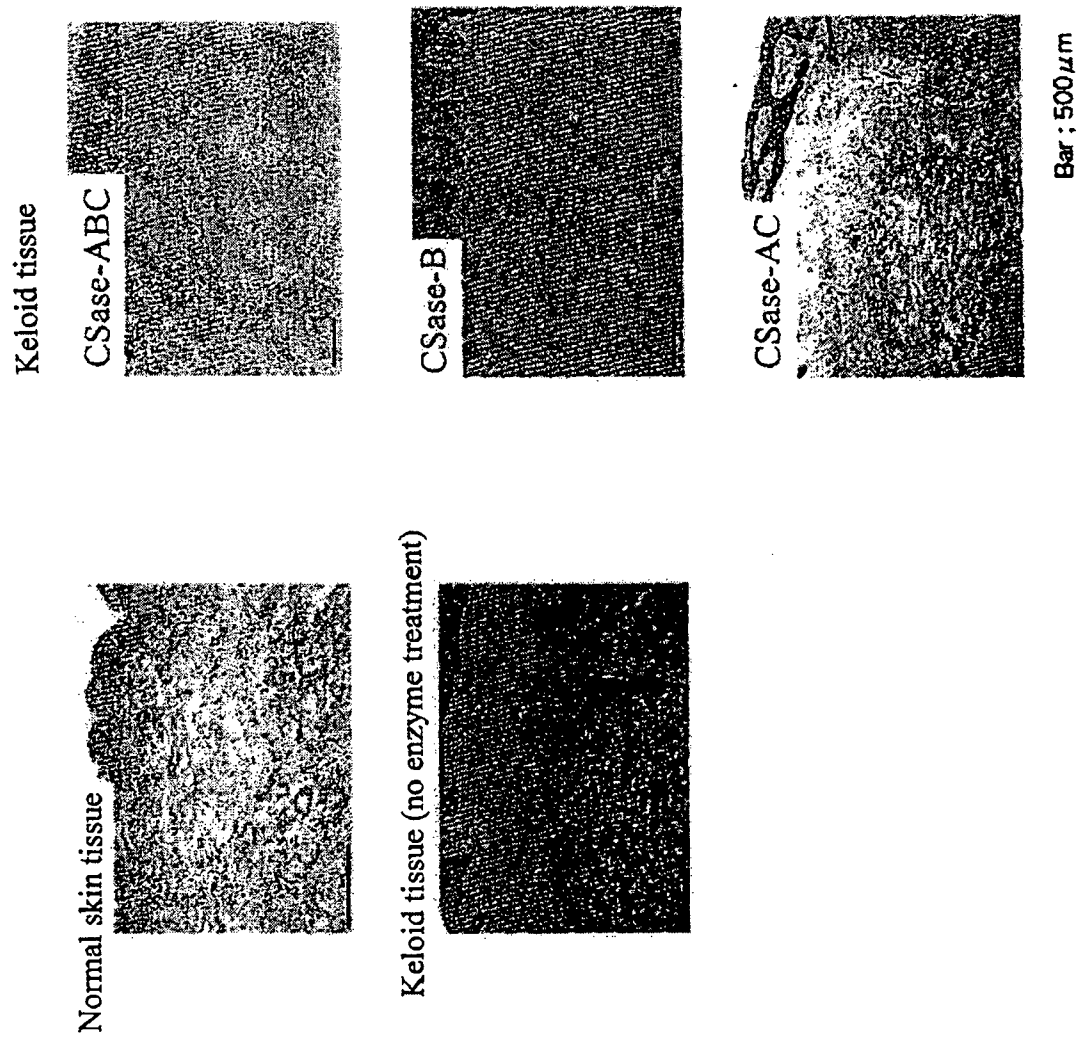 Normal skin tissue
Keloid tissue (no enzyme treatment)
Keloid tissue
CSase-ABC
CSase-B
CSase-AC
Bar ; 500μm